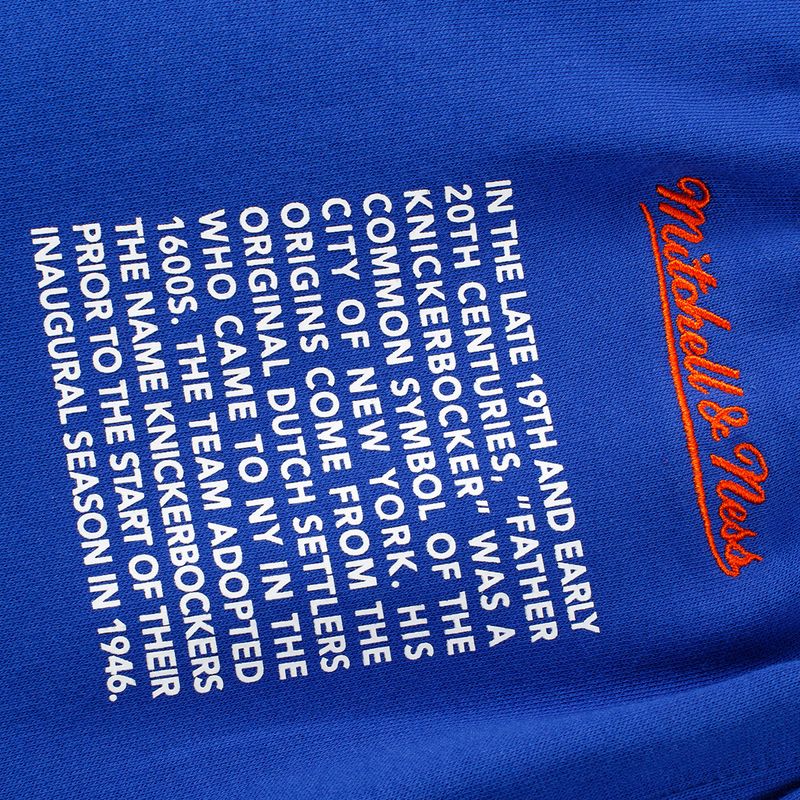 Mitchell & Ness
IN THE LATE 19TH AND EARLY
20TH CENTURIES, "FATHER
KNICKERBOCKER" WAS A
COMMON SYMBOL OF THE
CITY OF NEW YORK. HIS
ORIGINS COME FROM THE
ORIGINAL DUTCH SETTLERS
WHO CAME TO NY IN THE
1600S. THE TEAM ADOPTED
THE NAME KNICKERBOCKERS
PRIOR TO THE START OF THEIR
INAUGURAL SEASON IN 1946.